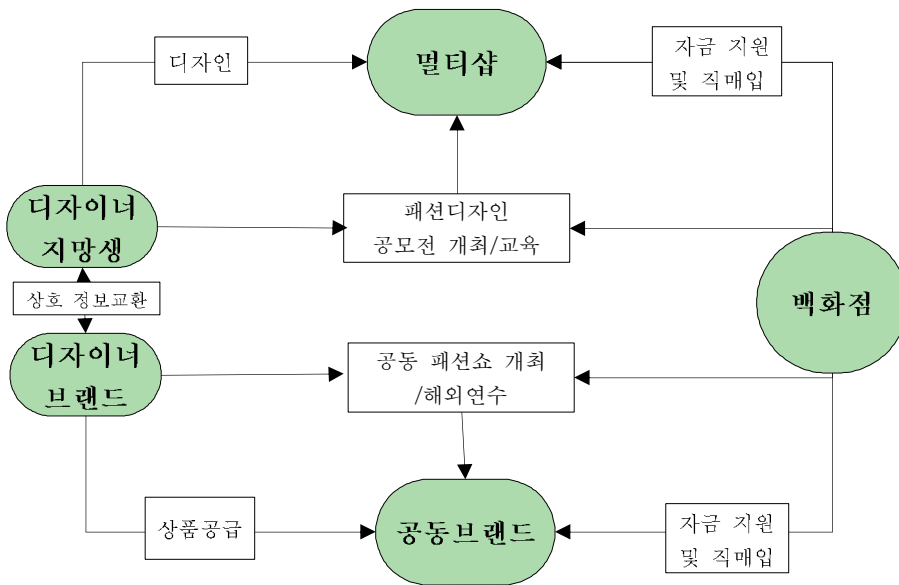 디자인
멀티샵
자금 지원
및 직매입
디자이너
지망생
패션디자인
공모전 개최/교육
상호 정보교환
백화점
디자이너
브랜드
공동 패션쇼 개최
/해외연수
상품공급
공동브랜드
자금 지원
및 직매입